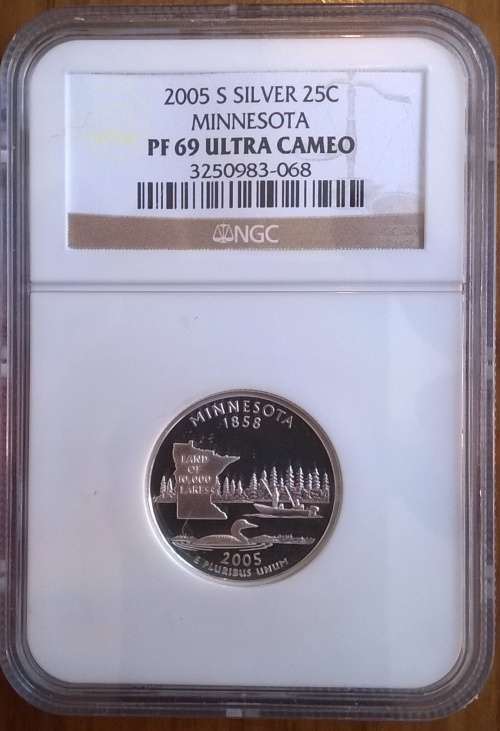 2005 S SILVER 25C
MINNESOTA
PF 69 ULTRA CAMEO
3250983-068
NGC
MINNESOTA
1858
LAND
OF
10,000
LAKES
2005
E PLURIBUS UNUM